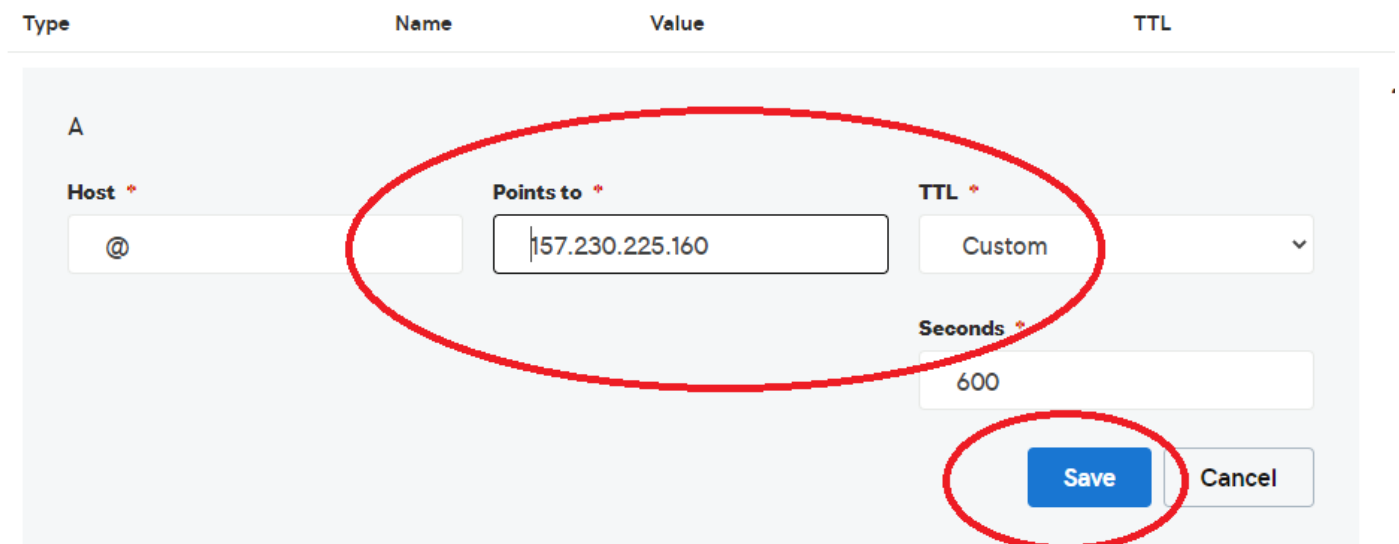 Type Name Value TTL
A
Host * Points to * TTL *
@ 157.230.225.160 Custom
Seconds *
600
Save Cancel